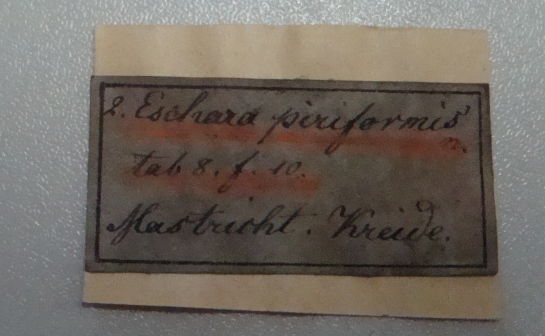 2. Eschara piriformis
n.
tab 8. f. 10.
Mastricht. Kreide.